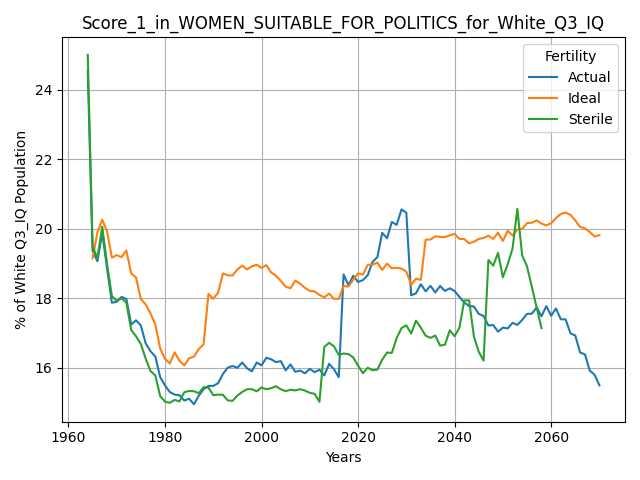 Score_1_in_WOMEN_SUITABLE_FOR_POLITICS_for_White_Q3_IQ
Fertility
Actual
Ideal
Sterile
% of White Q3_IQ Population
24
22
20
18
16
1960
1980
2000
2020
2040
2060
Years